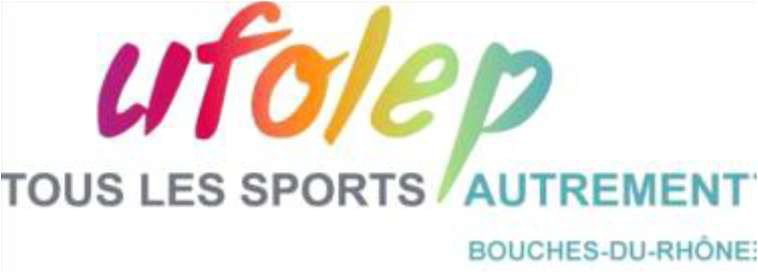 ufolep
TOUS LES SPORTS AUTREMENT
BOUCHES-DU-RHÔNE